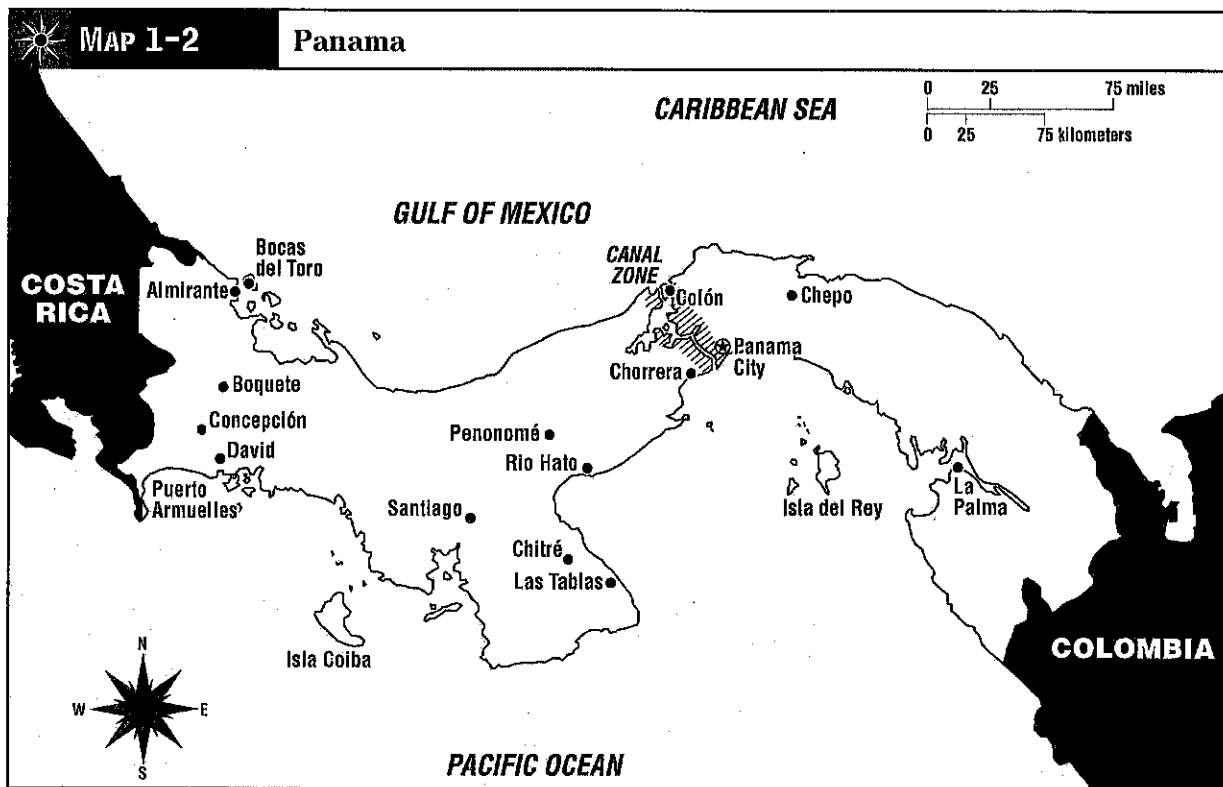 MAP 1-2
Panama
0 25 75 miles
0 25 75 kilometers
CARIBBEAN SEA
GULF OF MEXICO
CANAL
ZONE
Bocas
del Toro
Almirante
COSTA
RICA
Colón
Chepo
Panama
City
Chorrera
Boquete
Concepción
David
Penonomé
Rio Hato
Puerto
Armuelles
Santiago
Isla del Rey
La
Palma
Chitré
Las Tablas
Isla Coiba
COLOMBIA
N
W E
S
PACIFIC OCEAN